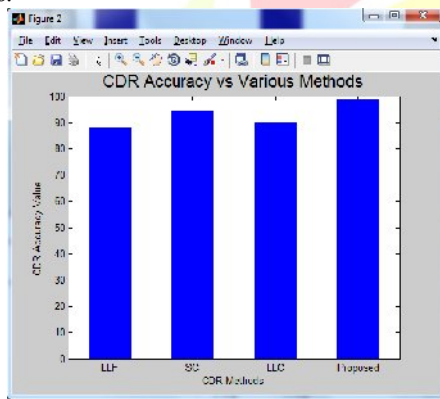 Figure 2
File Edit View Insert Tools Desktop Window Help
CDR Accuracy vs Various Methods
100
90
80
70
60
50
40
30
20
10
0
CDR Accuracy Value
LLF SC LLC Proposed
CDR Methods